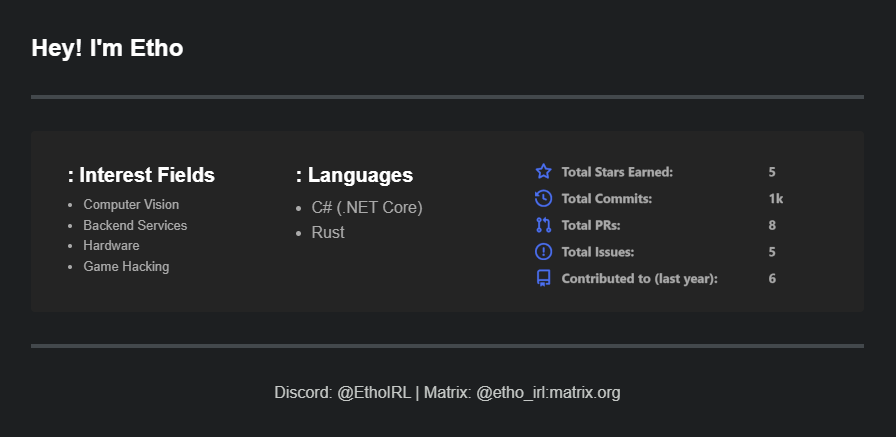 Hey! I'm Etho
: Interest Fields
Computer Vision
Backend Services
Hardware
Game Hacking
: Languages
C# (.NET Core)
Rust
Total Stars Earned: 5
Total Commits: 1k
Total PRs: 8
Total Issues: 5
Contributed to (last year): 6
Discord: @EthoIRL | Matrix: @etho_irl:matrix.org